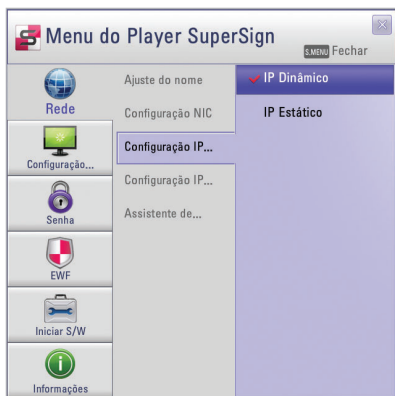 Menu do Player SuperSign
S.MENU Fechar
Rede
Configuração...
Senha
EWF
Iniciar S/W
Informações
Ajuste do nome
Configuração NIC
Configuração IP...
Configuração IP...
Assistente de...
IP Dinâmico
IP Estático